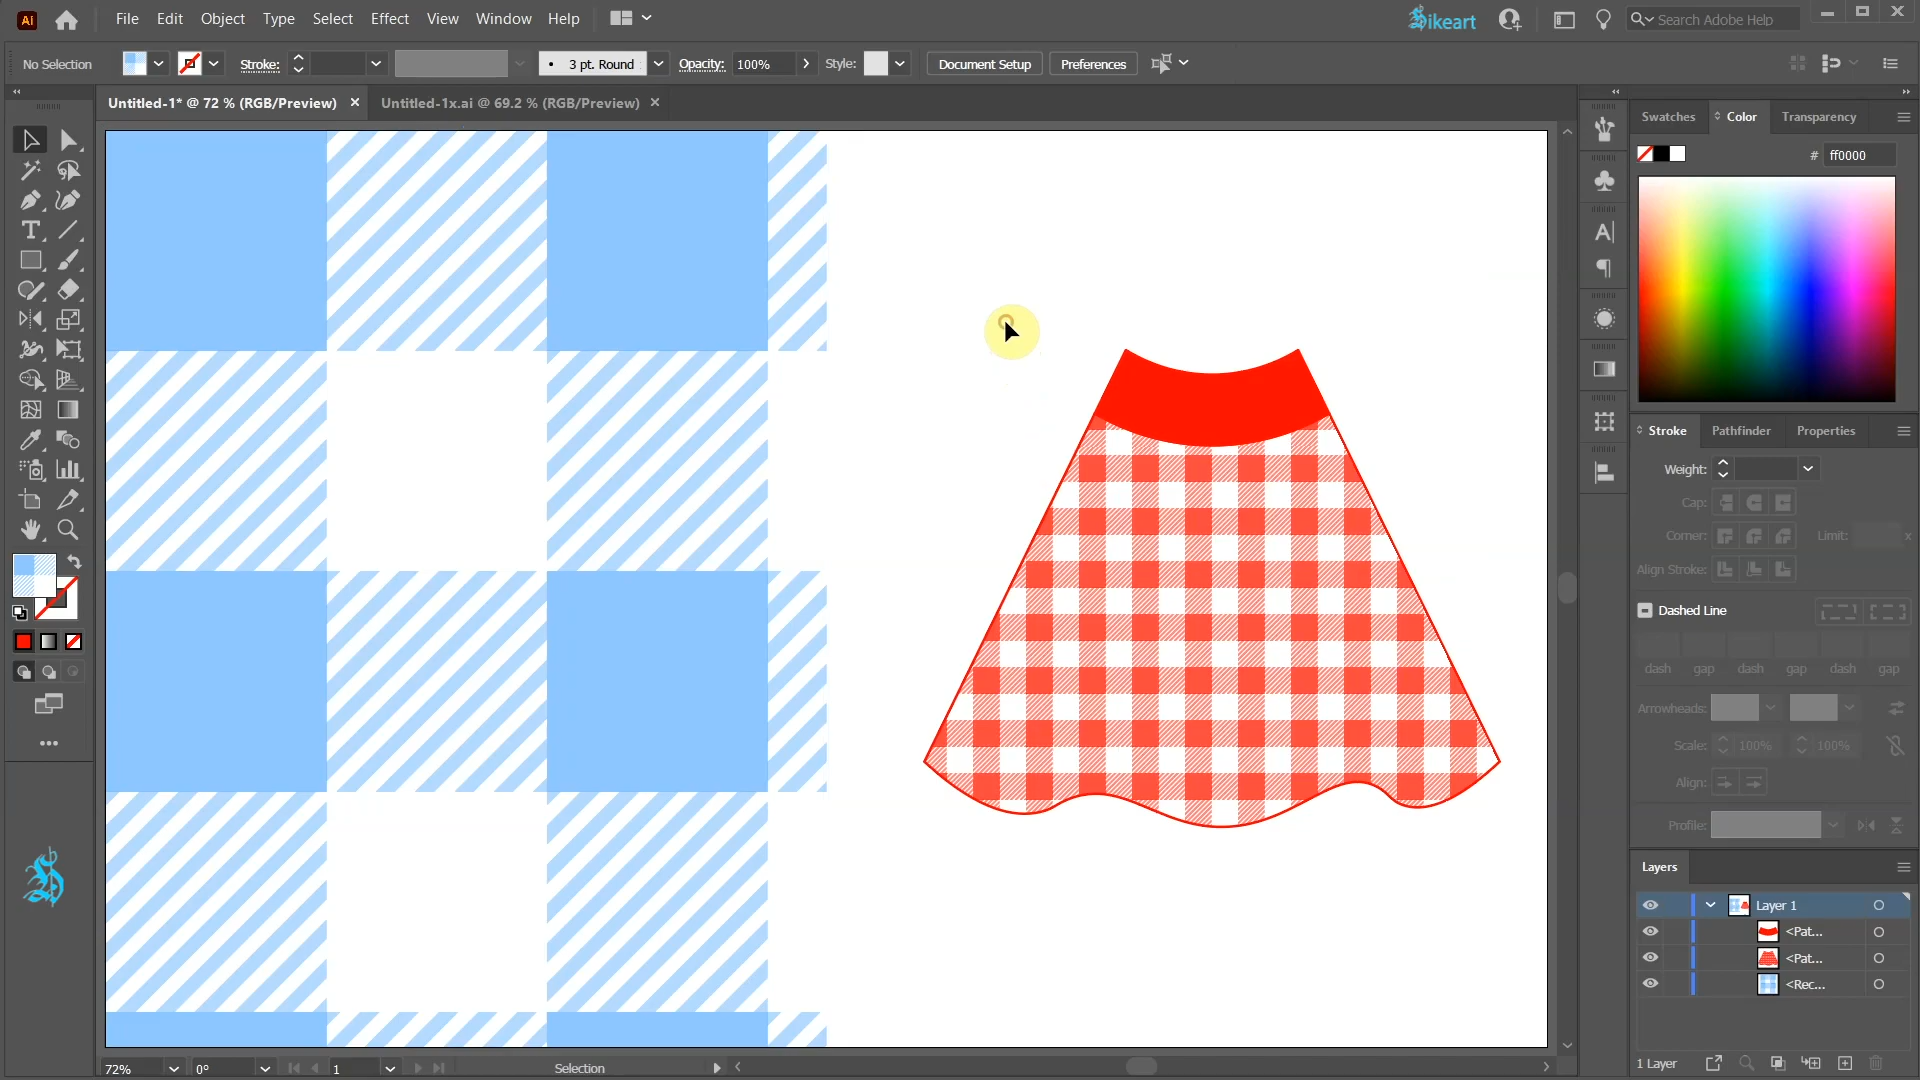 Ai File Edit Object Type Select Effect View Window Help
Sikeart
Search Adobe Help
No Selection Stroke: 3 pt. Round Opacity: 100% Style: Document Setup Preferences
Untitled-1* @ 72 % (RGB/Preview) × Untitled-1x.ai @ 69.2 % (RGB/Preview) ×
Swatches Color Transparency
# ff0000
Stroke Pathfinder Properties
Weight:
Cap:
Corner: Limit: x
Align Stroke:
Dashed Line
dash gap dash gap dash gap
Arrowheads:
Scale: 100% 100%
Align:
Profile:
Layers
Layer 1
<Pat...
<Pat...
<Rec...
1 Layer
72% 0° 1 Selection